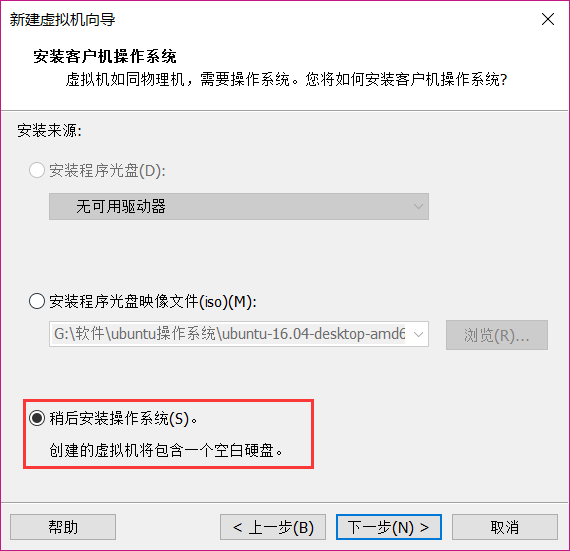 新建虚拟机向导
安装客户机操作系统
虚拟机如同物理机，需要操作系统。您将如何安装客户机操作系统?
安装来源:
安装程序光盘(D):
无可用驱动器
安装程序光盘映像文件(iso)(M):
G:\软件\ubuntu操作系统\ubuntu-16.04-desktop-amd6
浏览(R)...
稍后安装操作系统(S)。
创建的虚拟机将包含一个空白硬盘。
帮助
< 上一步(B)
下一步(N) >
取消